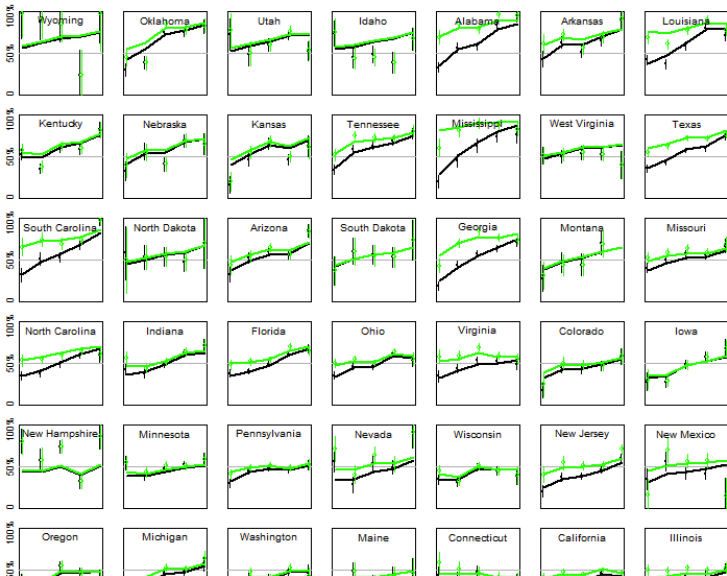 Wyoming Oklahoma Utah Idaho Alabama Arkansas Louisiana
100%
50%
0
Kentucky Nebraska Kansas Tennessee Mississippi West Virginia Texas
100%
50%
0
South Carolina North Dakota Arizona South Dakota Georgia Montana Missouri
100%
50%
0
North Carolina Indiana Florida Ohio Virginia Colorado Iowa
100%
50%
0
New Hampshire Minnesota Pennsylvania Nevada Wisconsin New Jersey New Mexico
100%
50%
0
Oregon Michigan Washington Maine Connecticut California Illinois
100%